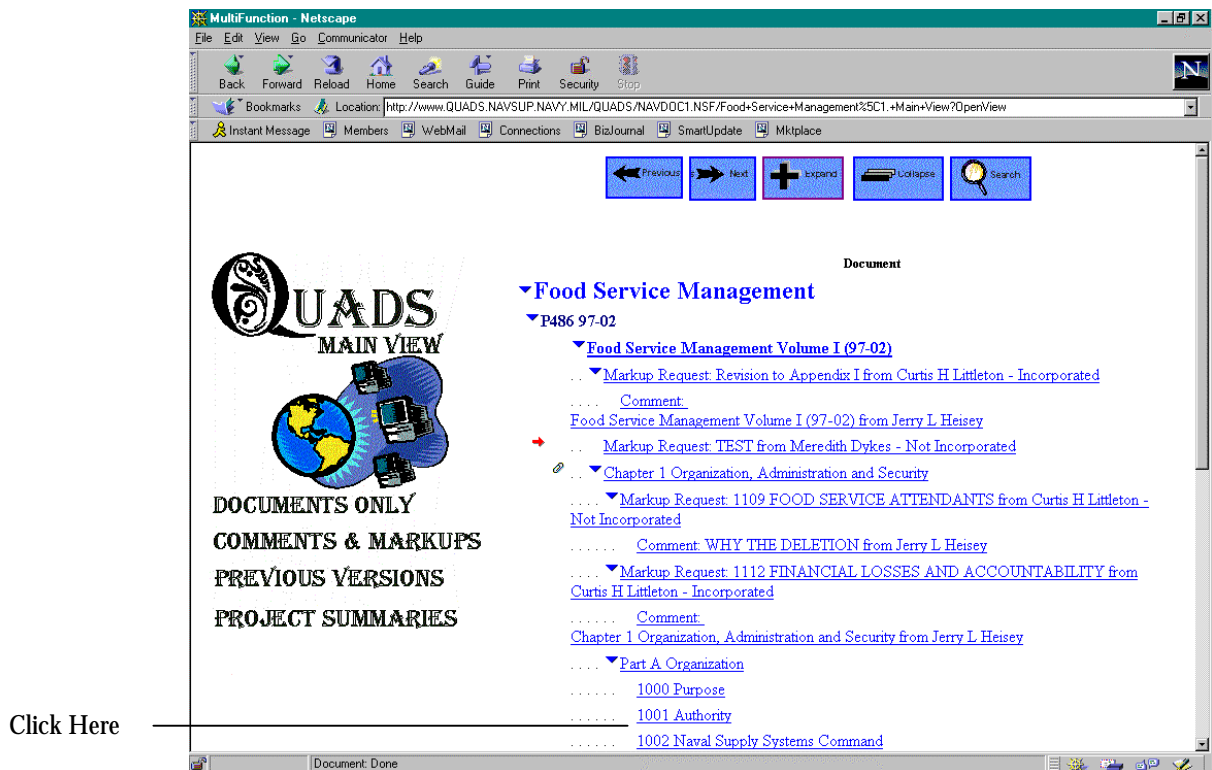 MultiFunction - Netscape
File Edit View Go Communicator Help
Back Forward Reload Home Search Guide Print Security Stop
N
Bookmarks Location: http://www.QUADS.NAVSUP.NAVY.MIL/QUADS/NAVDOC1.NSF/Food+Service+Management%5C1.+Main+View?OpenView
Instant Message Members WebMail Connections BizJournal SmartUpdate Mktplace
Previous s Next Expand Collapse Search
Document
QUADS
MAIN VIEW
DOCUMENTS ONLY
COMMENTS & MARKUPS
PREVIOUS VERSIONS
PROJECT SUMMARIES
Food Service Management
P486 97-02
Food Service Management Volume I (97-02)
. . Markup Request: Revision to Appendix I from Curtis H Littleton - Incorporated
. . . . Comment:
Food Service Management Volume I (97-02) from Jerry L Heisey
. . Markup Request: TEST from Meredith Dykes - Not Incorporated
. . Chapter 1 Organization, Administration and Security
. . . . Markup Request: 1109 FOOD SERVICE ATTENDANTS from Curtis H Littleton -
Not Incorporated
. . . . . . Comment: WHY THE DELETION from Jerry L Heisey
. . . . Markup Request: 1112 FINANCIAL LOSSES AND ACCOUNTABILITY from
Curtis H Littleton - Incorporated
. . . . . . Comment:
Chapter 1 Organization, Administration and Security from Jerry L Heisey
. . . . Part A Organization
. . . . . . 1000 Purpose
Click Here
. . . . . . 1001 Authority
. . . . . . 1002 Naval Supply Systems Command
Document: Done